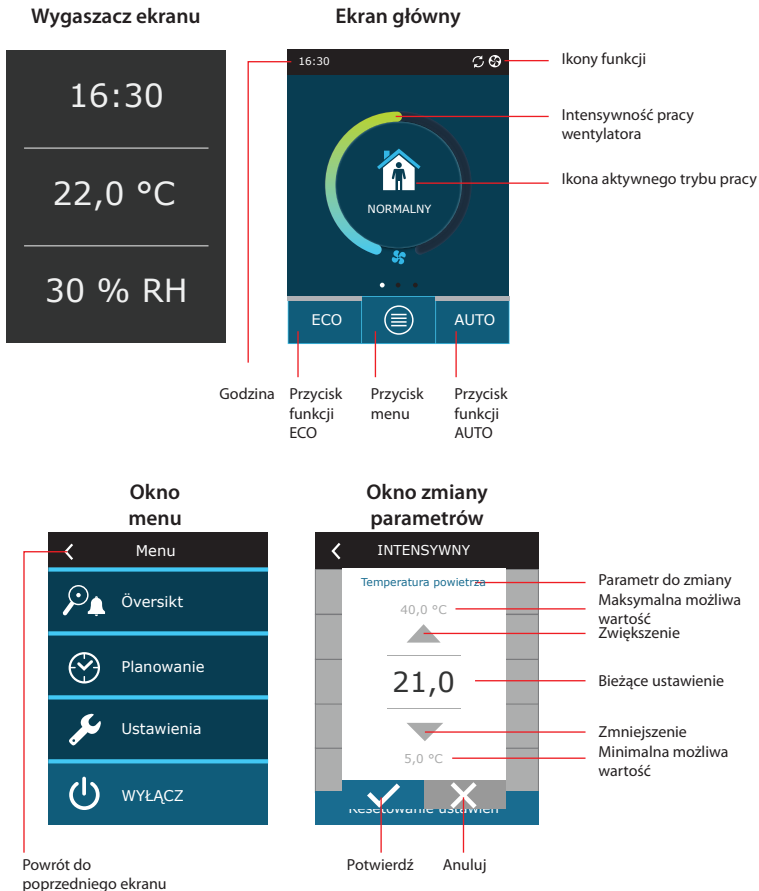 Wygaszacz ekranu
16:30
22,0 °C
30 % RH
Ekran główny
16:30
NORMALNY
ECO
AUTO
Ikony funkcji
Intensywność pracy
wentylatora
Ikona aktywnego trybu pracy
Godzina
Przycisk
funkcji
ECO
Przycisk
menu
Przycisk
funkcji
AUTO
Okno
menu
Menu
Översikt
Planowanie
Ustawienia
WYŁĄCZ
Powrót do
poprzedniego ekranu
Okno zmiany
parametrów
INTENSYWNY
Temperatura powietrza
40,0 °C
21,0
5,0 °C
Resetowanie ustawień
Parametr do zmiany
Maksymalna możliwa
wartość
Zwiększenie
Bieżące ustawienie
Zmniejszenie
Minimalna możliwa
wartość
Potwierdź
Anuluj